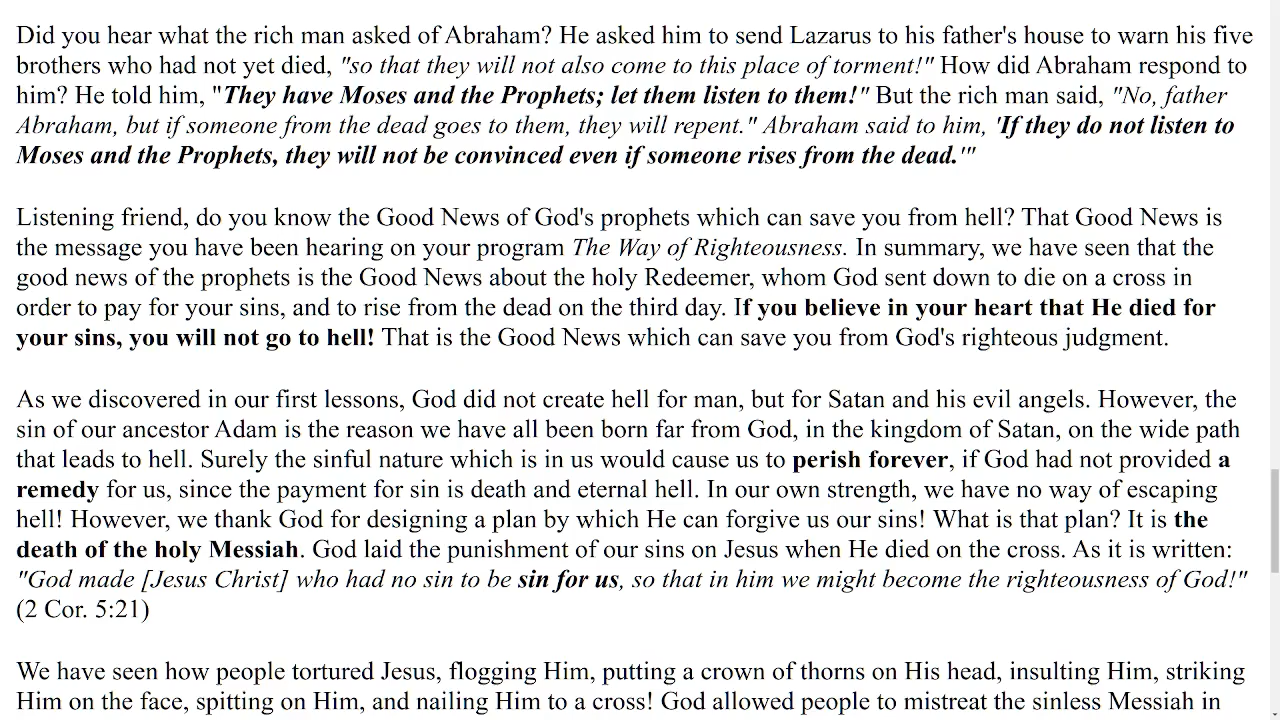 Did you hear what the rich man asked of Abraham? He asked him to send Lazarus to his father's house to warn his five
brothers who had not yet died, "so that they will not also come to this place of torment!" How did Abraham respond to
him? He told him, "They have Moses and the Prophets; let them listen to them!" But the rich man said, "No, father
Abraham, but if someone from the dead goes to them, they will repent." Abraham said to him, 'If they do not listen to
Moses and the Prophets, they will not be convinced even if someone rises from the dead.'"
Listening friend, do you know the Good News of God's prophets which can save you from hell? That Good News is
the message you have been hearing on your program The Way of Righteousness. In summary, we have seen that the
good news of the prophets is the Good News about the holy Redeemer, whom God sent down to die on a cross in
order to pay for your sins, and to rise from the dead on the third day. If you believe in your heart that He died for
your sins, you will not go to hell! That is the Good News which can save you from God's righteous judgment.
As we discovered in our first lessons, God did not create hell for man, but for Satan and his evil angels. However, the
sin of our ancestor Adam is the reason we have all been born far from God, in the kingdom of Satan, on the wide path
that leads to hell. Surely the sinful nature which is in us would cause us to perish forever, if God had not provided a
remedy for us, since the payment for sin is death and eternal hell. In our own strength, we have no way of escaping
hell! However, we thank God for designing a plan by which He can forgive us our sins! What is that plan? It is the
death of the holy Messiah. God laid the punishment of our sins on Jesus when He died on the cross. As it is written:
"God made [Jesus Christ] who had no sin to be sin for us, so that in him we might become the righteousness of God!"
(2 Cor. 5:21)
We have seen how people tortured Jesus, flogging Him, putting a crown of thorns on His head, insulting Him, striking
Him on the face, spitting on Him, and nailing Him to a cross! God allowed people to mistreat the sinless Messiah in